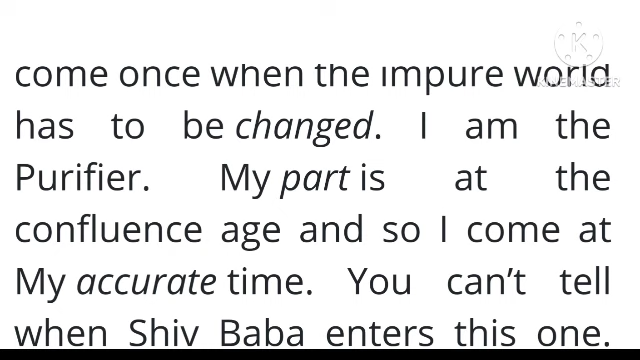 come once when the impure world
has to be changed. I am the
Purifier. My part is at the
confluence age and so I come at
My accurate time. You can’t tell
when Shiv Baba enters this one.
K
KINEMASTER